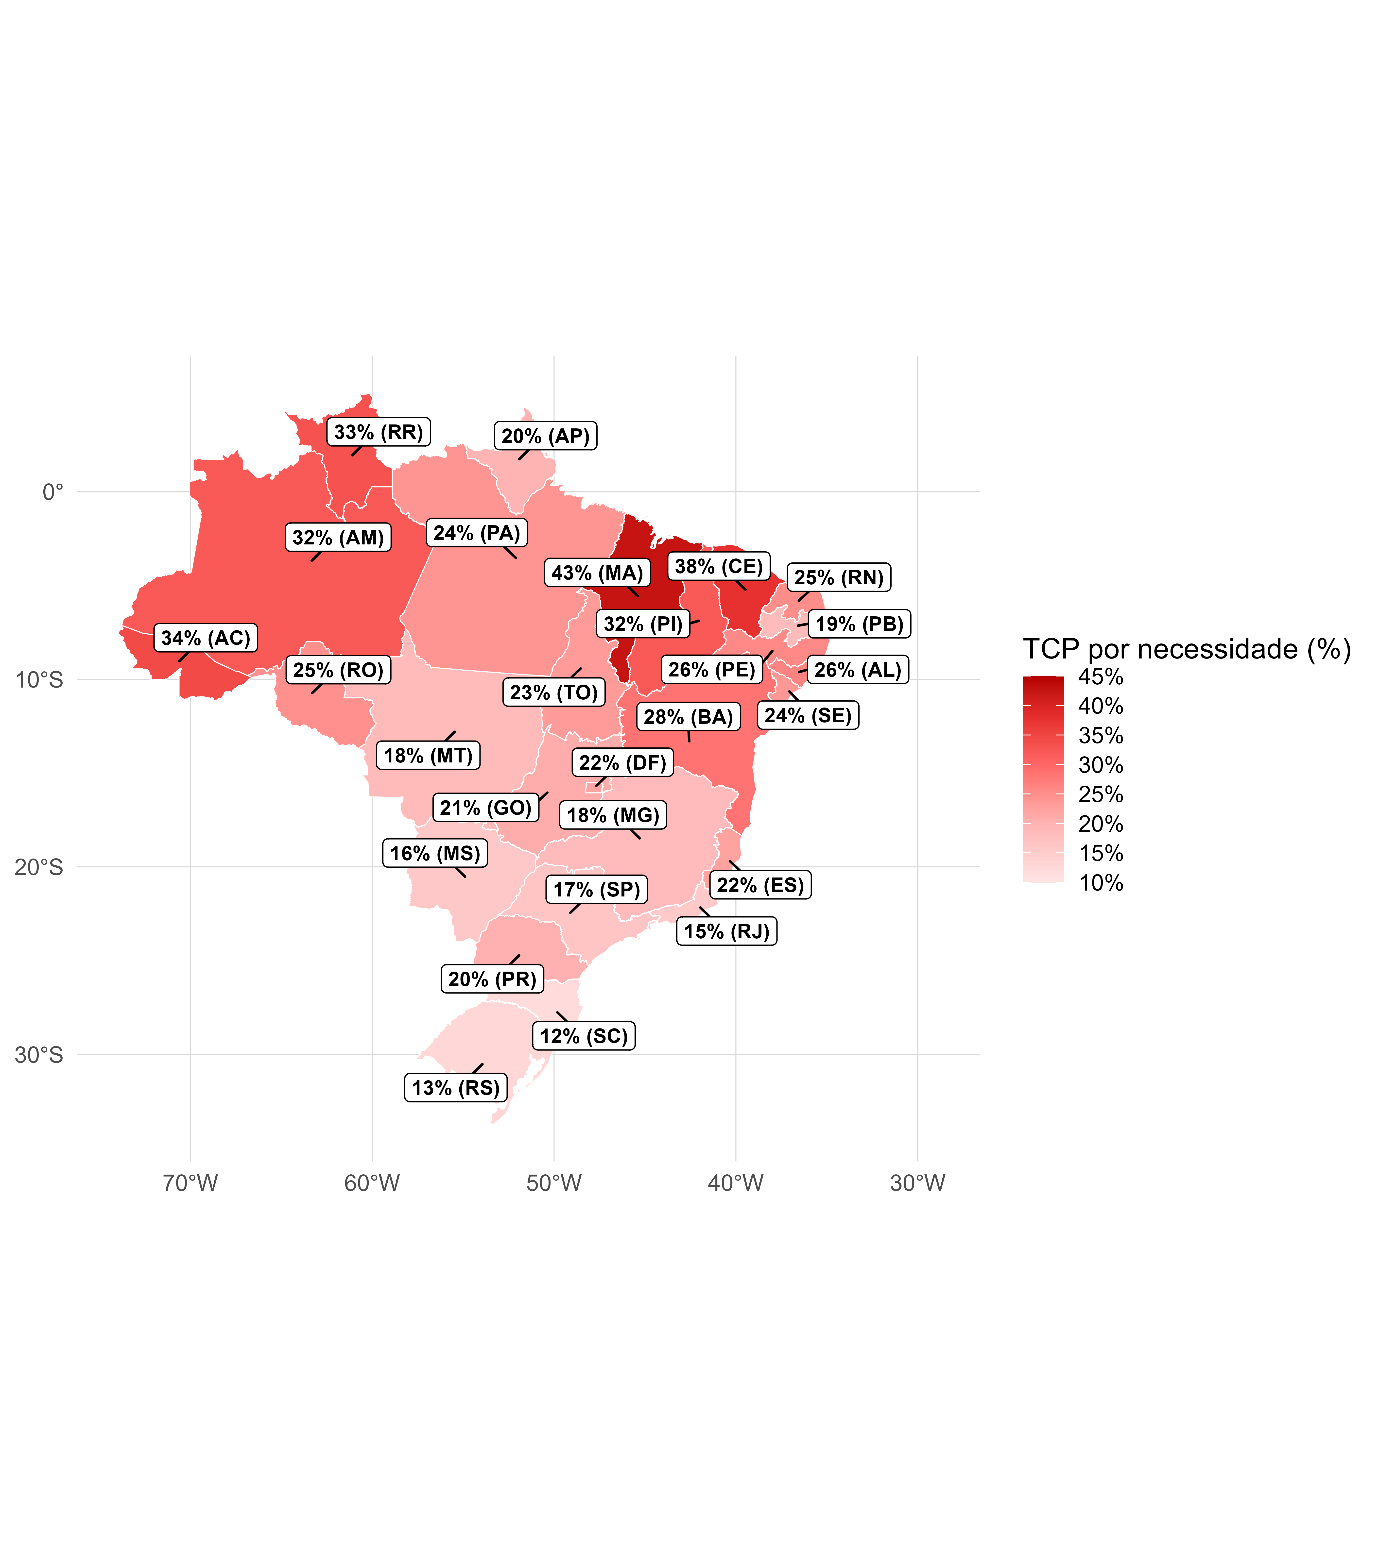 33% (RR)
20% (AP)
0°
32% (AM)
24% (PA)
43% (MA)
38% (CE)
25% (RN)
34% (AC)
32% (PI)
19% (PB)
25% (RO)
26% (PE)
26% (AL)
10°S
23% (TO)
28% (BA)
24% (SE)
18% (MT)
22% (DF)
21% (GO)
18% (MG)
16% (MS)
20°S
17% (SP)
22% (ES)
15% (RJ)
20% (PR)
12% (SC)
30°S
13% (RS)
70°W
60°W
50°W
40°W
30°W
TCP por necessidade (%)
45%
40%
35%
30%
25%
20%
15%
10%